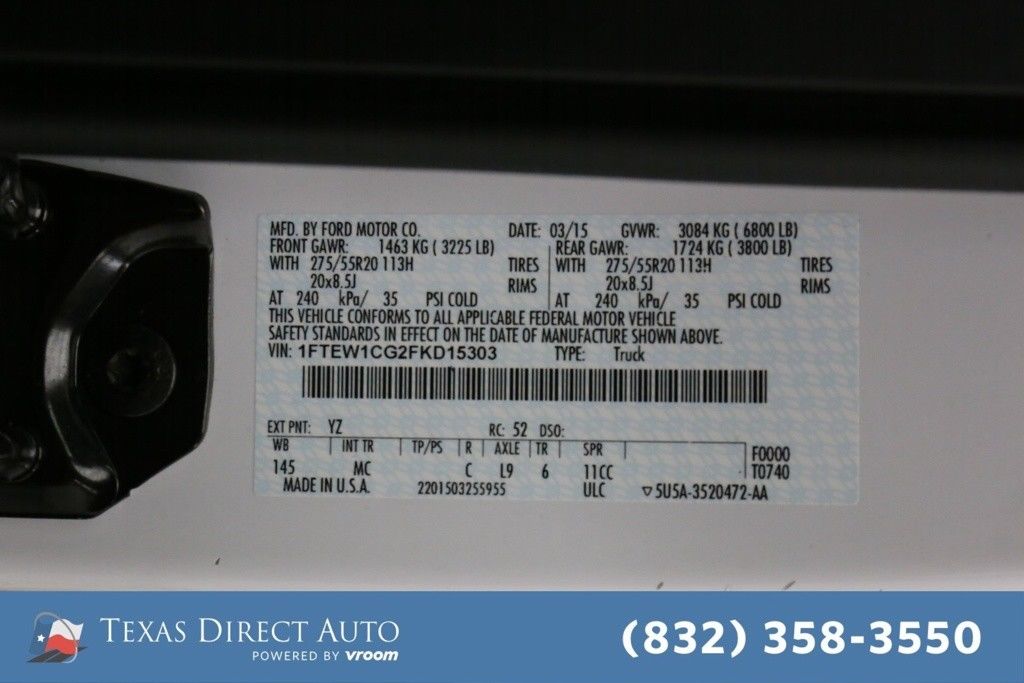 MFD. BY FORD MOTOR CO. DATE: 03/15 GVWR: 3084 KG ( 6800 LB)
FRONT GAWR: 1463 KG ( 3225 LB) REAR GAWR: 1724 KG ( 3800 LB)
WITH 275/55R20 113H TIRES WITH 275/55R20 113H TIRES
20x8.5J RIMS 20x8.5J RIMS
AT 240 kPa/ 35 PSI COLD AT 240 kPa/ 35 PSI COLD
THIS VEHICLE CONFORMS TO ALL APPLICABLE FEDERAL MOTOR VEHICLE
SAFETY STANDARDS IN EFFECT ON THE DATE OF MANUFACTURE SHOWN ABOVE.
VIN: 1FTEW1CG2FKD15303 TYPE: Truck
EXT PNT: YZ RC: 52 DSO:
WB INT TR TP/PS R AXLE TR SPR F0000
145 MC C L9 6 11CC T0740
MADE IN U.S.A. 2201503255955 ULC ▽5U5A-3520472-AA
TEXAS DIRECT AUTO
POWERED BY vroom
(832) 358-3550